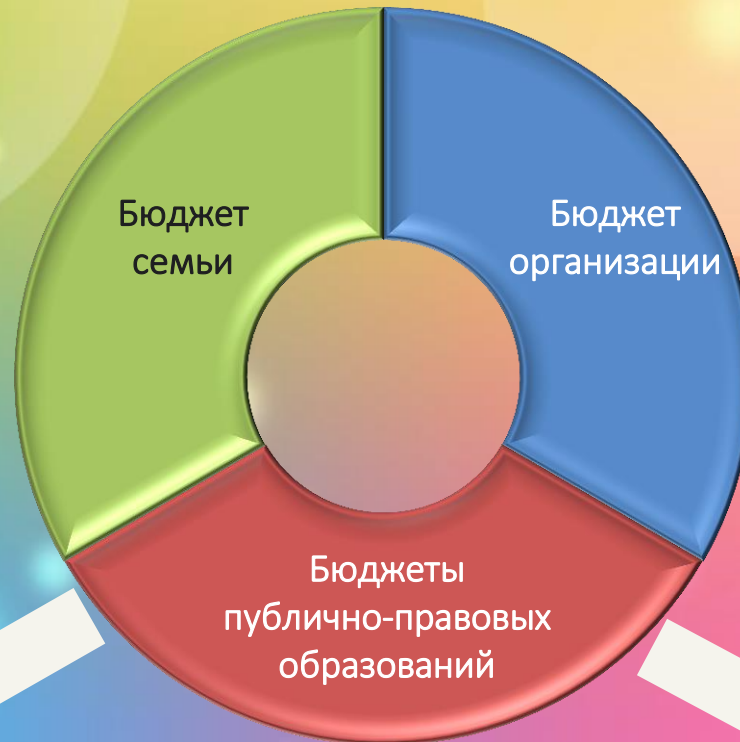 Бюджет
семьи
Бюджет
организации
Бюджеты
публично-правовых
образований